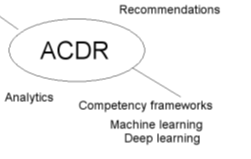 Recommendations
ACDR
Analytics
Competency frameworks
Machine learning
Deep learning